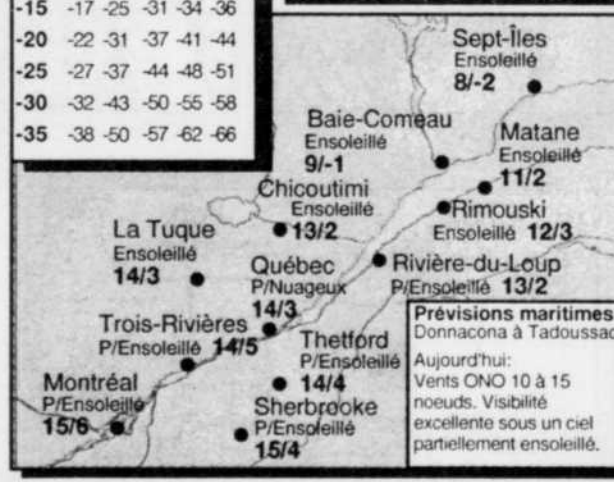 -15 -17 -25 -31 -34 -36
-20 -22 -31 -37 -41 -44
-25 -27 -37 -44 -48 -51
-30 -32 -43 -50 -55 -58
-35 -38 -50 -57 -62 -66
Sept-Îles
Ensoleillé
8/-2
Baie-Comeau
Ensoleillé
9/-1
Matane
Ensoleillé
11/2
Chicoutimi
Ensoleillé
13/2
Rimouski
Ensoleillé 12/3
La Tuque
Ensoleillé
14/3
Québec
P/Nuageux
14/3
Rivière-du-Loup
P/Ensoleillé 13/2
Trois-Rivières
P/Ensoleillé 14/5
Thetford
P/Ensoleillé
14/4
Montréal
P/Ensoleillé
15/6
Sherbrooke
P/Ensoleillé
15/4
Prévisions maritimes
Donnacona à Tadoussac
Aujourd'hui:
Vents ONO 10 à 15
noeuds. Visibilité
excellente sous un ciel
partiellement ensoleillé.